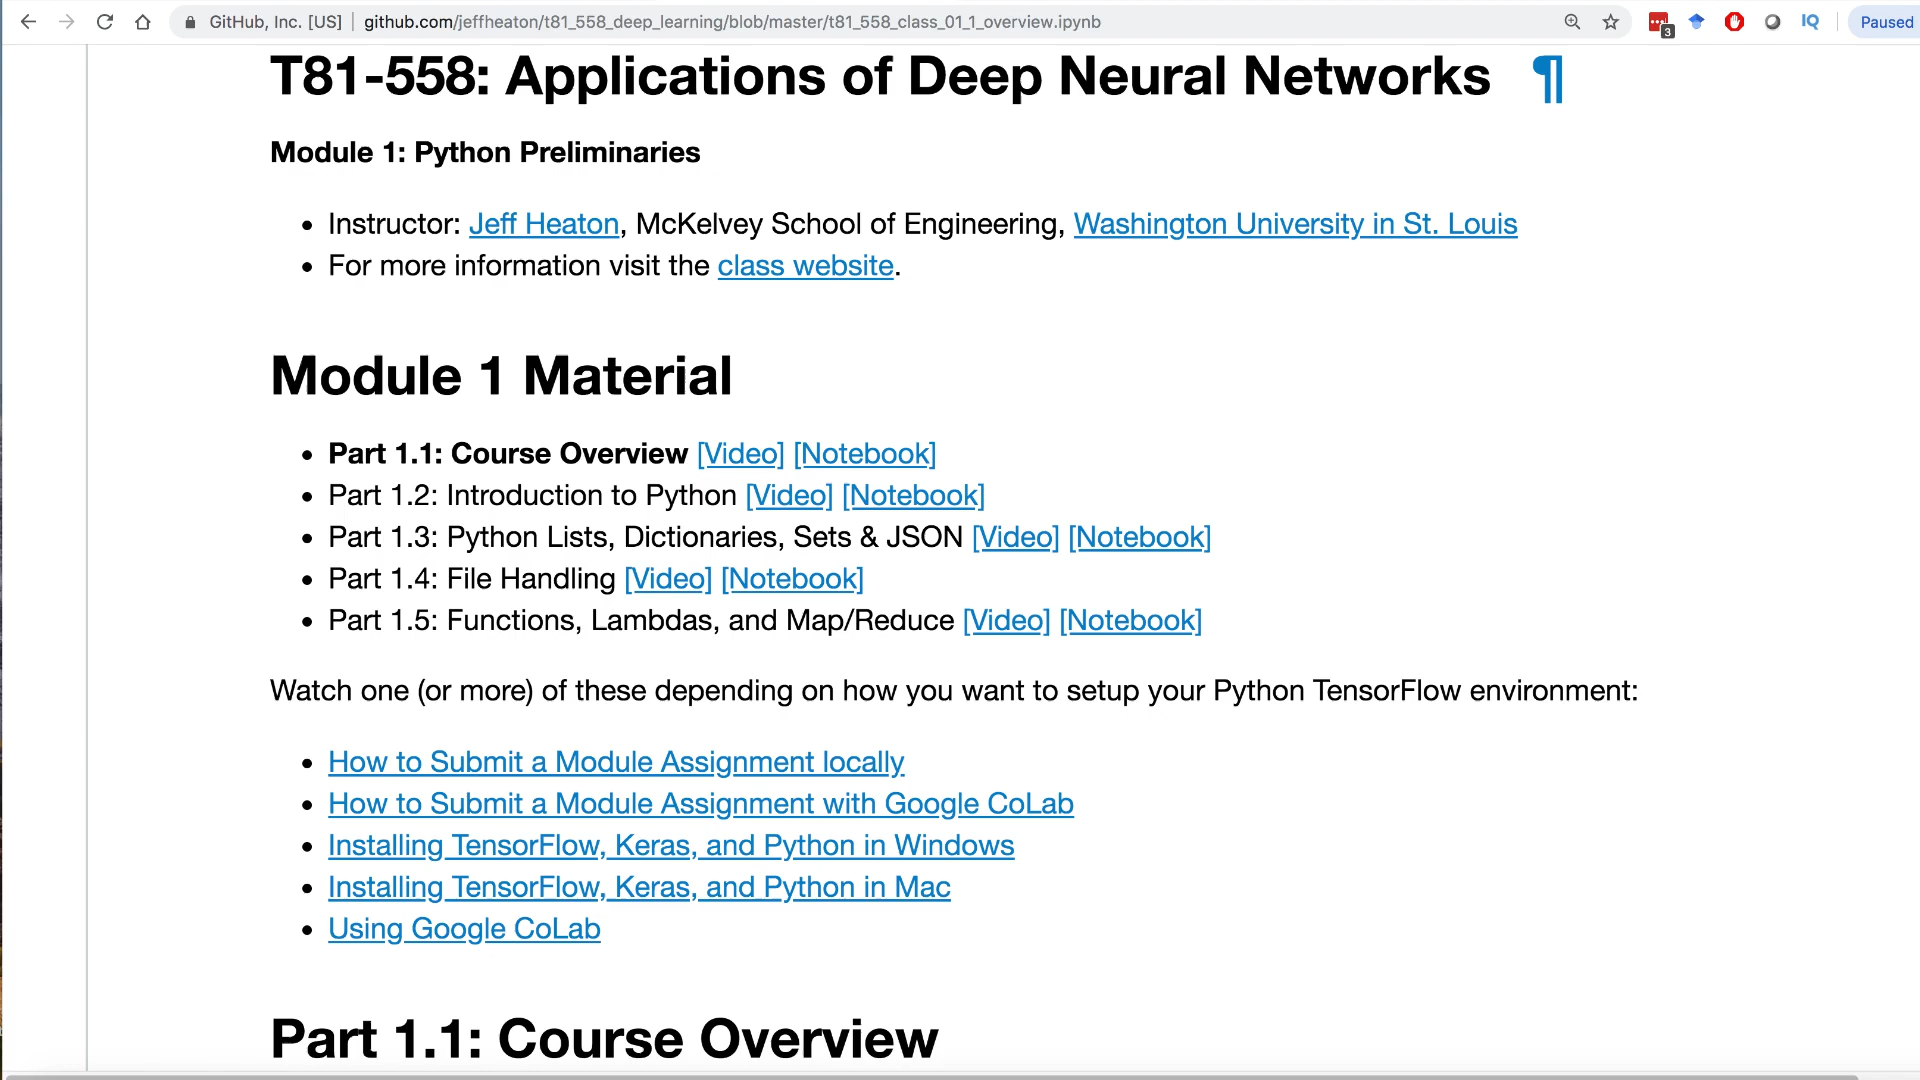 GitHub, Inc. [US] | github.com/jeffheaton/t81_558_deep_learning/blob/master/t81_558_class_01_1_overview.ipynb
3
IQ
Paused
T81-558: Applications of Deep Neural Networks ¶
Module 1: Python Preliminaries
• Instructor: Jeff Heaton, McKelvey School of Engineering, Washington University in St. Louis
• For more information visit the class website.
Module 1 Material
• Part 1.1: Course Overview [Video] [Notebook]
• Part 1.2: Introduction to Python [Video] [Notebook]
• Part 1.3: Python Lists, Dictionaries, Sets & JSON [Video] [Notebook]
• Part 1.4: File Handling [Video] [Notebook]
• Part 1.5: Functions, Lambdas, and Map/Reduce [Video] [Notebook]
Watch one (or more) of these depending on how you want to setup your Python TensorFlow environment:
• How to Submit a Module Assignment locally
• How to Submit a Module Assignment with Google CoLab
• Installing TensorFlow, Keras, and Python in Windows
• Installing TensorFlow, Keras, and Python in Mac
• Using Google CoLab
Part 1.1: Course Overview